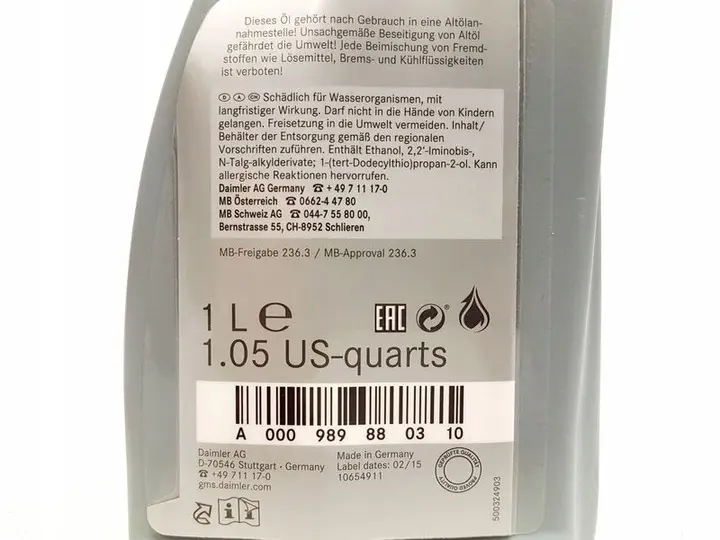 Dieses Öl gehört nach Gebrauch in eine Altölan-
nahmestelle! Unsachgemäße Beseitigung von Altöl
gefährdet die Umwelt! Jede Beimischung von Fremd-
stoffen wie Lösemittel, Brems- und Kühlflüssigkeiten
ist verboten!
D A CH Schädlich für Wasserorganismen, mit
langfristiger Wirkung. Darf nicht in die Hände von Kindern
gelangen. Freisetzung in die Umwelt vermeiden. Inhalt/
Behälter der Entsorgung gemäß den regionalen
Vorschriften zuführen. Enthält Ethanol, 2,2'-Iminobis-,
N-Talg-alkylderivate; 1-(tert-Dodecylthio)propan-2-ol. Kann
allergische Reaktionen hervorrufen.
Daimler AG Germany ☎ + 49 7 11 17-0
MB Österreich ☎ 0662-4 47 80
MB Schweiz AG ☎ 044-7 55 80 00,
Bernstrasse 55, CH-8952 Schlieren
MB-Freigabe 236.3 / MB-Approval 236.3
1 L e
EAC
®
1.05 US-quarts
A 000 989 88 03 10
Daimler AG
D-70546 Stuttgart · Germany
☎ +49 711 17-0
gms.daimler.com
Made in Germany
Label dates: 02/15
10654911
GEPRÜFTE QUALITÄT
PROVED QUALITY
500324903